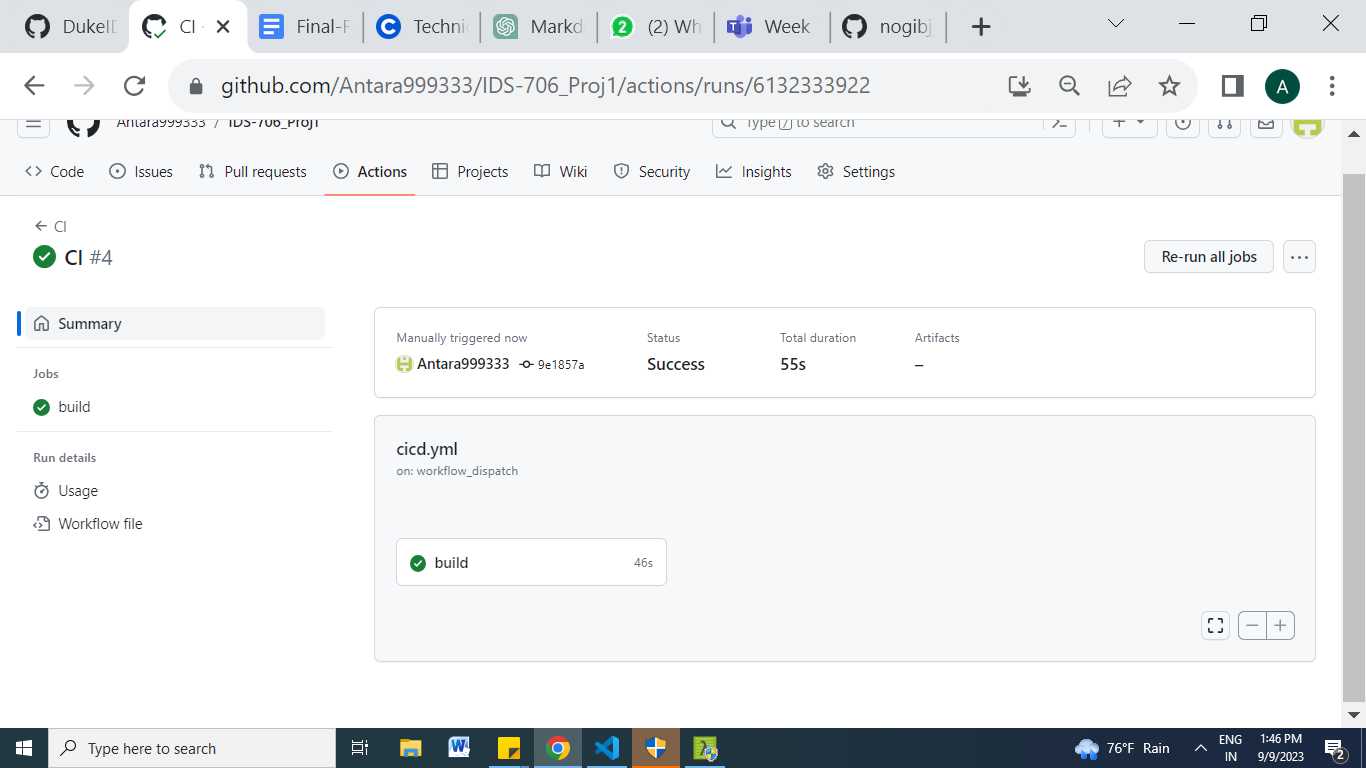 DukeI
CI
Final-F
Technic
Markd
(2) Wh
Week
nogibj
github.com/Antara999333/IDS-706_Proj1/actions/runs/6132333922
A
Antara999333 / IDS-706_Proj1
Type / to search
Code
Issues
Pull requests
Actions
Projects
Wiki
Security
Insights
Settings
CI
CI #4
Re-run all jobs
Summary
Jobs
build
Run details
Usage
Workflow file
Manually triggered now
Antara999333 9e1857a
Status
Success
Total duration
55s
Artifacts
–
cicd.yml
on: workflow_dispatch
build 46s
Type here to search
76°F Rain
ENG
IN
1:46 PM
9/9/2023
2